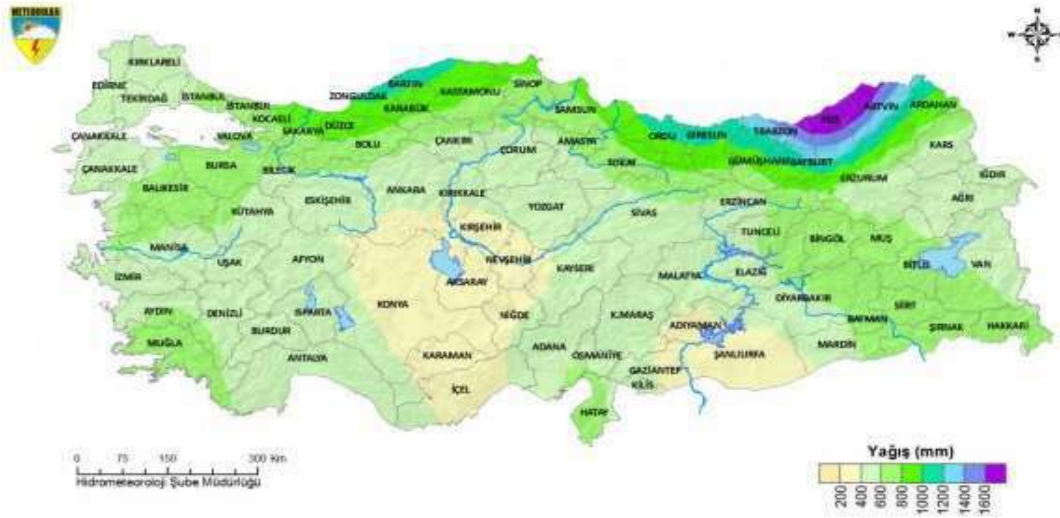 METEOROLOJİ
N
W
E
S
KIRKLARELİ
EDİRNE
TEKİRDAĞ
İSTANBUL
İSTANBUL
KOCAELİ
YALOVA
SAKARYA
DÜZCE
BOLU
ZONGULDAK
BARTIN
KARABÜK
KASTAMONU
SİNOP
SAMSUN
ÇANKIRI
ÇORUM
AMASYA
TOKAT
ORDU
GİRESUN
TRABZON
RİZE
ARTVİN
ARDAHAN
KARS
GÜMÜŞHANE
BAYBURT
ERZURUM
IĞDIR
AĞRI
ÇANAKKALE
ÇANAKKALE
BALIKESİR
BURSA
BİLECİK
KÜTAHYA
ESKİŞEHİR
ANKARA
KIRIKKALE
YOZGAT
SİVAS
ERZİNCAN
TUNCELİ
BİNGÖL
MUŞ
BİTLİS
VAN
MANİSA
İZMİR
UŞAK
AFYON
KIRŞEHİR
NEVŞEHİR
AKSARAY
KAYSERİ
MALATYA
ELAZIĞ
DİYARBAKIR
BATMAN
SİİRT
ŞIRNAK
HAKKARİ
AYDIN
DENİZLİ
ISPARTA
BURDUR
KONYA
NİĞDE
K.MARAŞ
ADIYAMAN
MARDİN
MUĞLA
ANTALYA
KARAMAN
İÇEL
ADANA
OSMANİYE
GAZİANTEP
KİLİS
ŞANLIURFA
HATAY
0 75 150 300 Km
Hidrometeoroloji Şube Müdürlüğü
Yağış (mm)
200 400 600 800 1000 1200 1400 1600